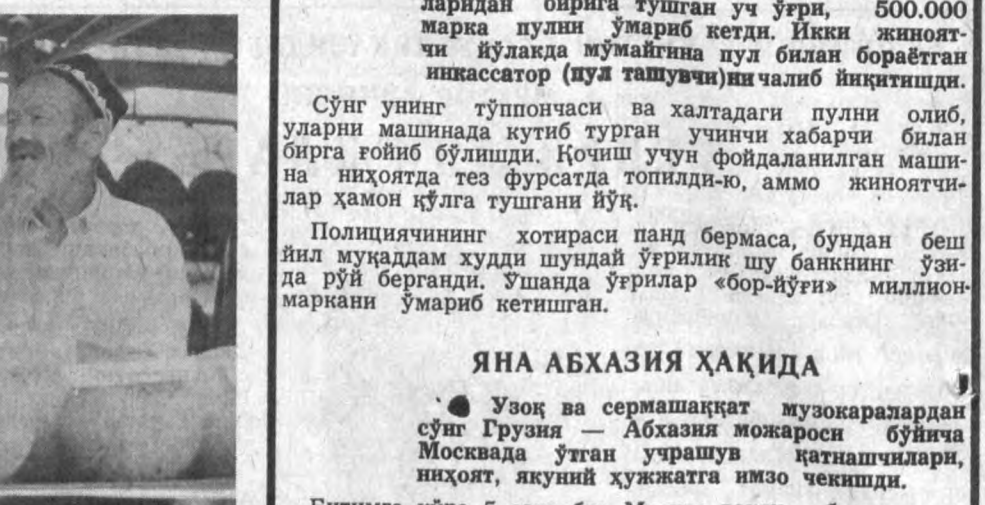 ларидан бирига тушган уч ўғри, 500.000
марка пулни ўмариб кетди. Икки жиноят-
чи йўлакда мўмайгина пул билан бораётган
инкассатор (пул ташувчи)ни чалиб йиқитишди.
Сўнг унинг тўппончаси ва халтадаги пулни олиб,
уларни машинада кутиб турган учинчи хабарчи билан
бирга ғойиб бўлишди. Қочиш учун фойдаланилган маши-
на ниҳоятда тез фурсатда топилди-ю, аммо жиноятчи-
лар ҳамон қўлга тушгани йўқ.
Полициячининг хотираси панд бермаса, бундан беш
йил муқаддам худди шундай ўғрилик шу банкнинг ўзи-
да рўй берганди. Ушанда ўғрилар «бор-йўғи» миллион-
маркани ўмариб кетишган.
ЯНА АБХАЗИЯ ҲАҚИДА
Узоқ ва сермашаққат музокаралардан
сўнг Грузия — Абхазия можароси бўйича
Москвада ўтган учрашув қатнашчилари,
ниҳоят, якуний ҳужжатга имзо чекишди.